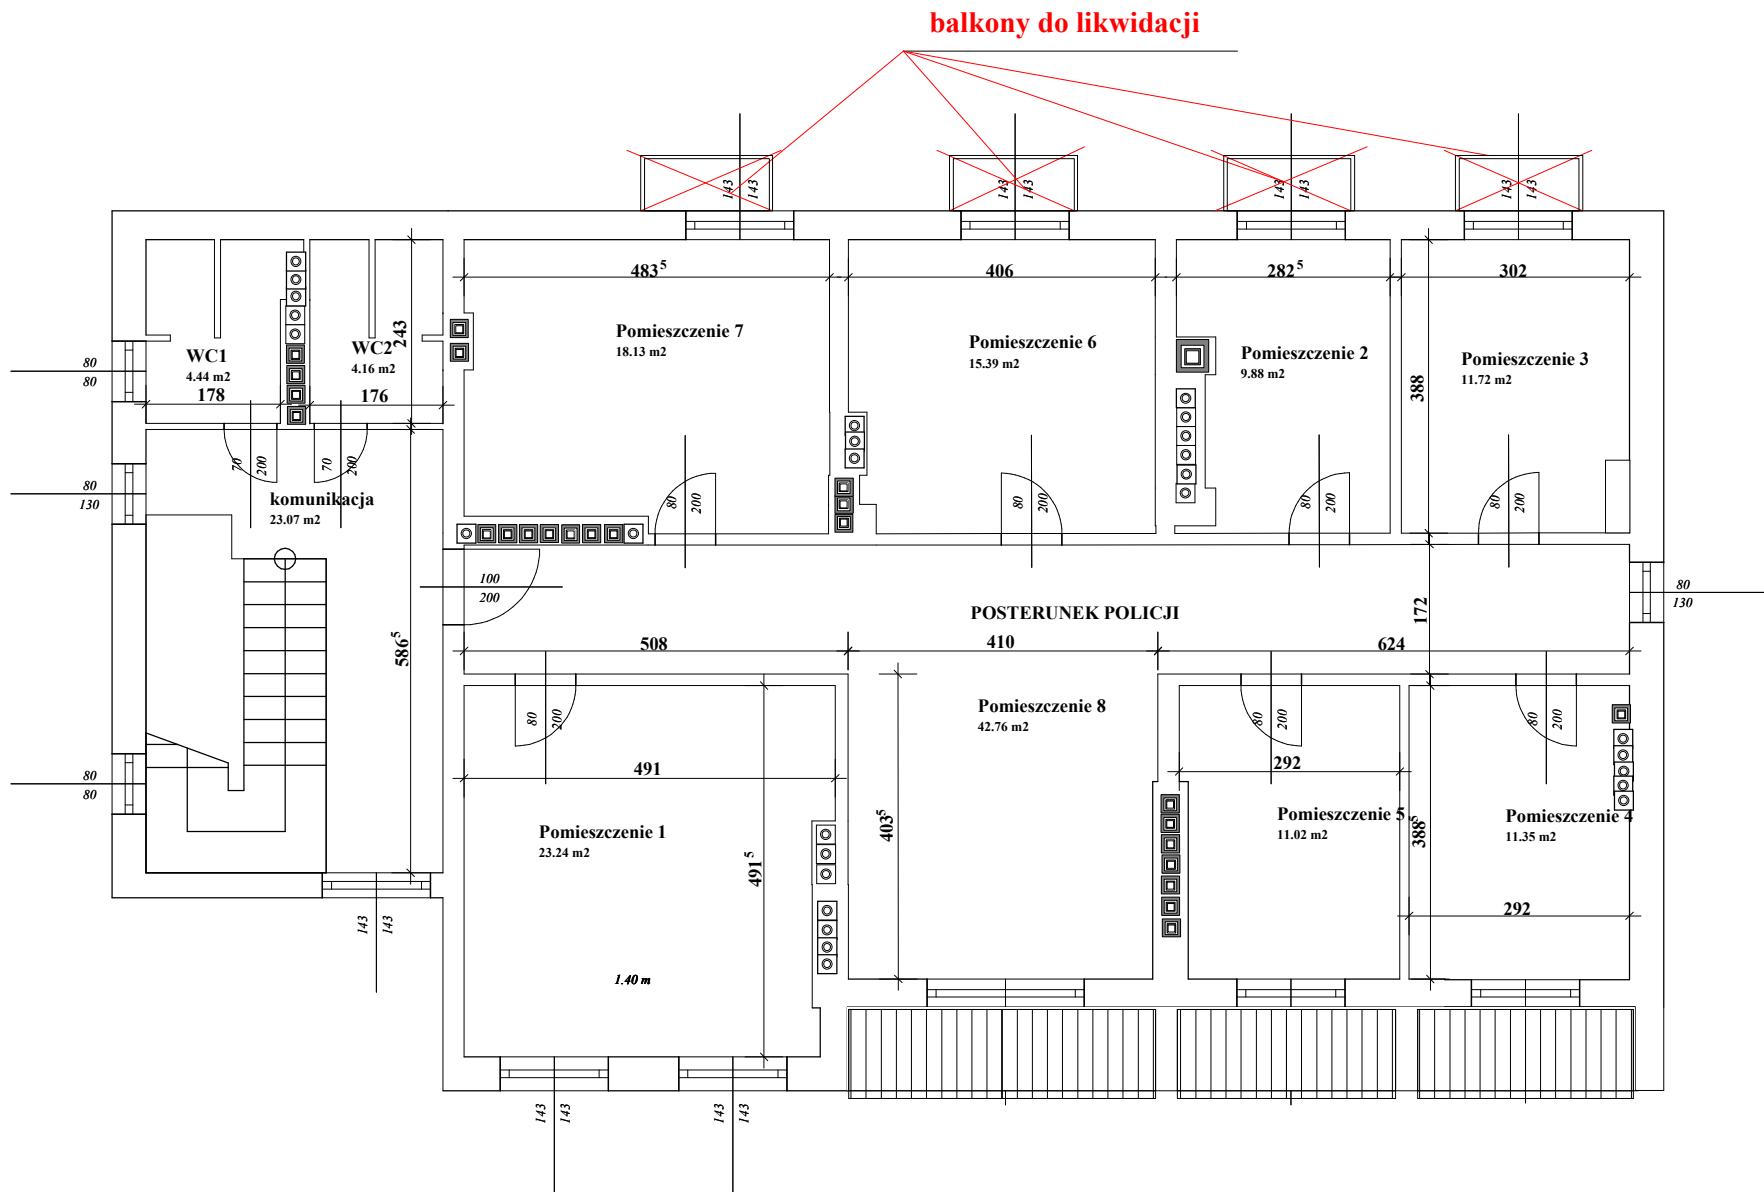 balkony do likwidacji
143 143
143 143
143 143
143 143
483⁵
406
282⁵
302
Pomieszczenie 7
18.13 m2
Pomieszczenie 6
15.39 m2
Pomieszczenie 2
9.88 m2
Pomieszczenie 3
11.72 m2
WC1
4.44 m2
WC2
4.16 m2
243
388
178
176
80
80
80
130
80
80
70
200
70
200
komunikacja
23.07 m2
80
200
80
200
80
200
80
200
100
200
POSTERUNEK POLICJI
80
130
172
586⁵
508
410
624
80
200
80
200
80
200
Pomieszczenie 8
42.76 m2
491
292
Pomieszczenie 1
23.24 m2
403⁵
Pomieszczenie 5
11.02 m2
388⁵
Pomieszczenie 4
11.35 m2
491⁵
292
143 143
1.40 m
143 143
143 143